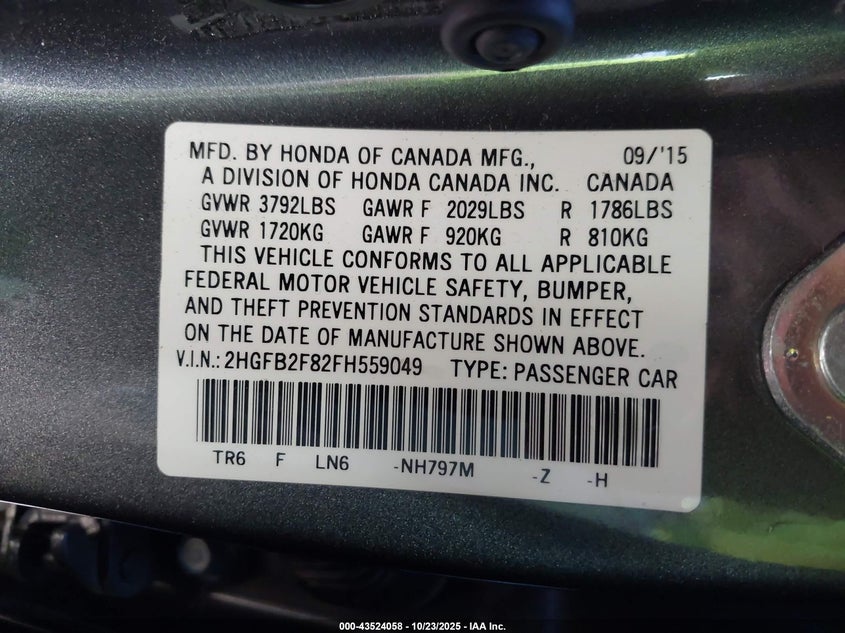 MFD. BY HONDA OF CANADA MFG., 09/'15
A DIVISION OF HONDA CANADA INC. CANADA
GVWR 3792LBS GAWR F 2029LBS R 1786LBS
GVWR 1720KG GAWR F 920KG R 810KG
THIS VEHICLE CONFORMS TO ALL APPLICABLE
FEDERAL MOTOR VEHICLE SAFETY, BUMPER,
AND THEFT PREVENTION STANDARDS IN EFFECT
ON THE DATE OF MANUFACTURE SHOWN ABOVE.
V.I.N.: 2HGFB2F82FH559049 TYPE: PASSENGER CAR
TR6 F LN6 -NH797M -Z -H
000-43524058 - 10/23/2025 - IAA Inc.